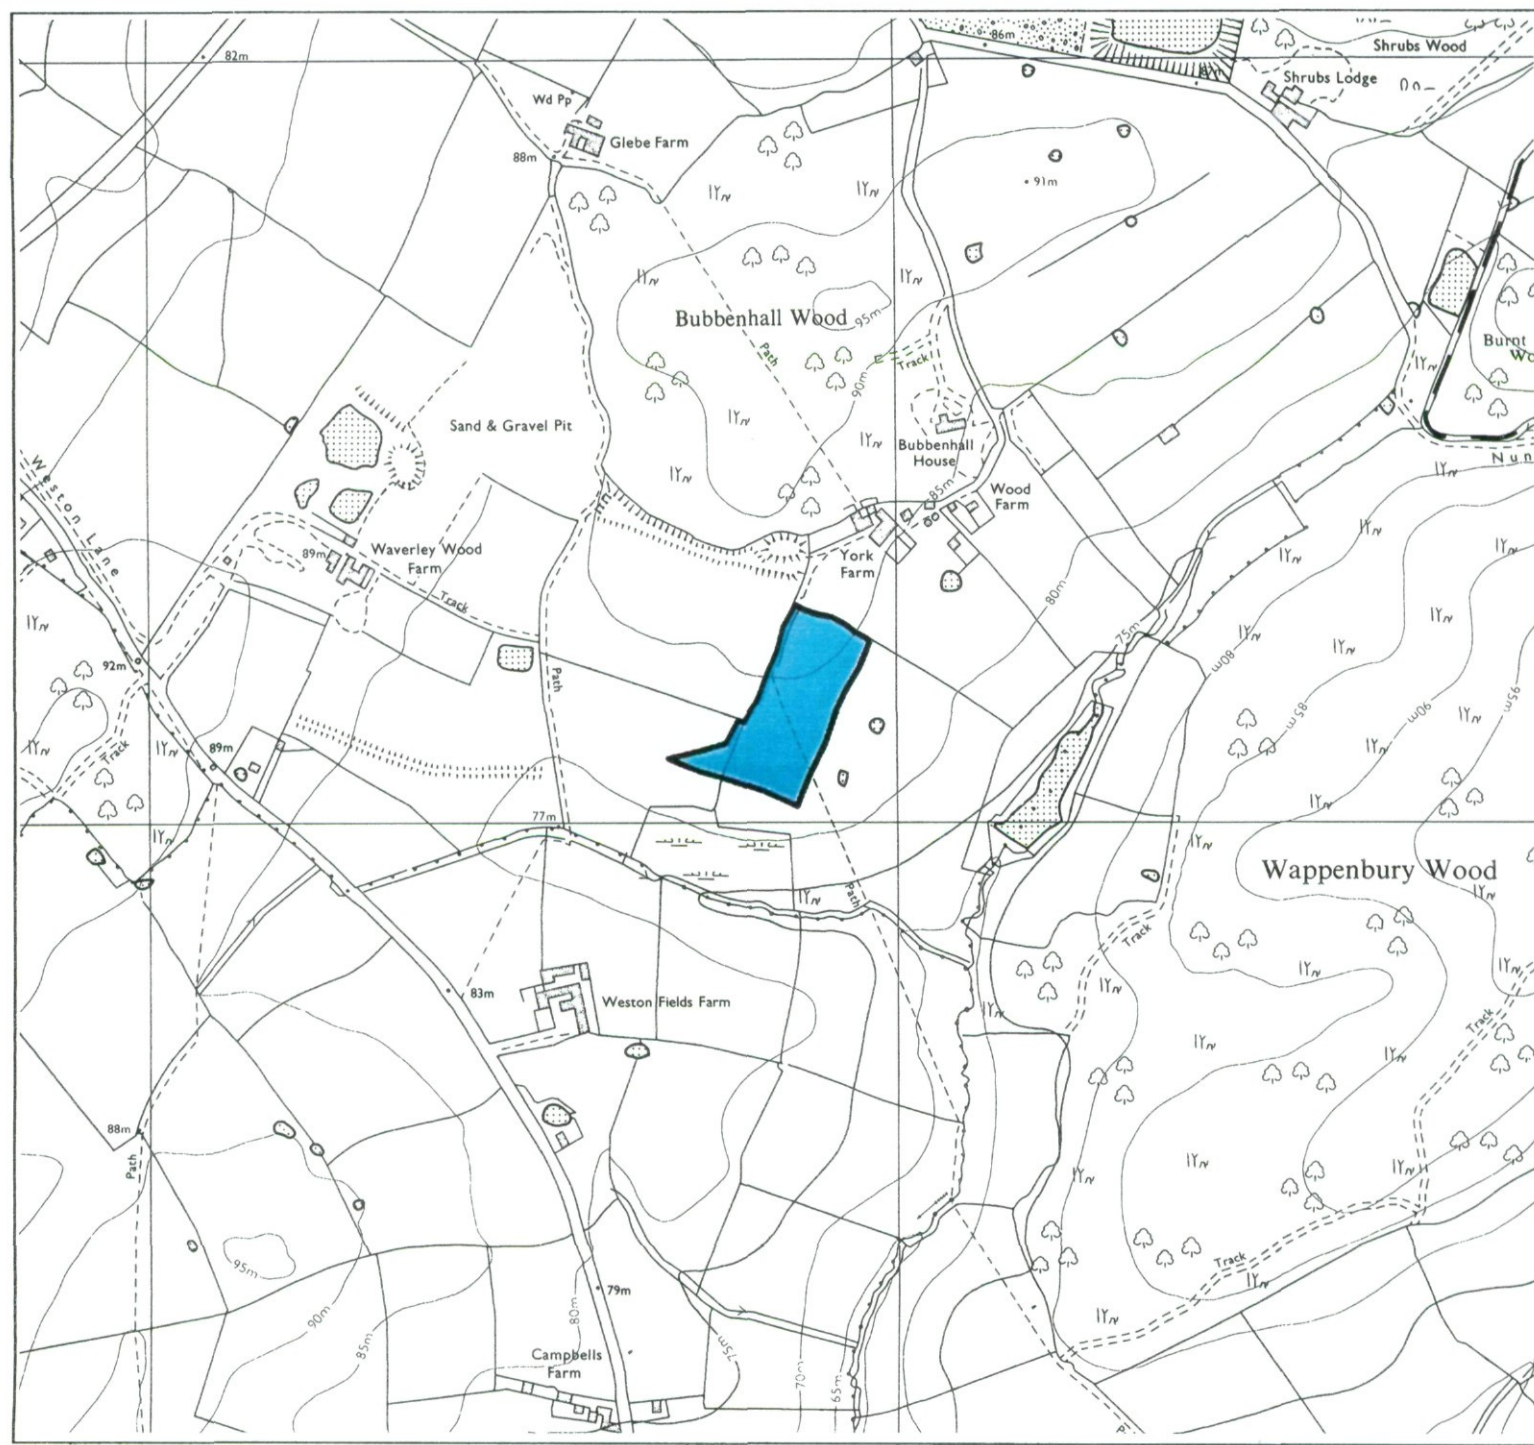 86m
Shrubs Wood
82m
Shrubs Lodge
Wd Pp
Glebe Farm
88m
91m
Bubbenhall Wood
95m
Path
Track
90m
Burnt
Wo
Sand & Gravel Pit
Bubbenhall
House
Nun
Weston Lane
85m
Wood
Farm
89m
Waverley Wood
Farm
York
Farm
Track
80m
75m
80m
92m
Path
85m
90m
95m
Track
89m
77m
Wappenbury Wood
Path
Track
83m
Weston Fields Farm
Track
88m
Path
95m
90m
85m
79m
80m
Track
75m
70m
65m
Campbells
Farm